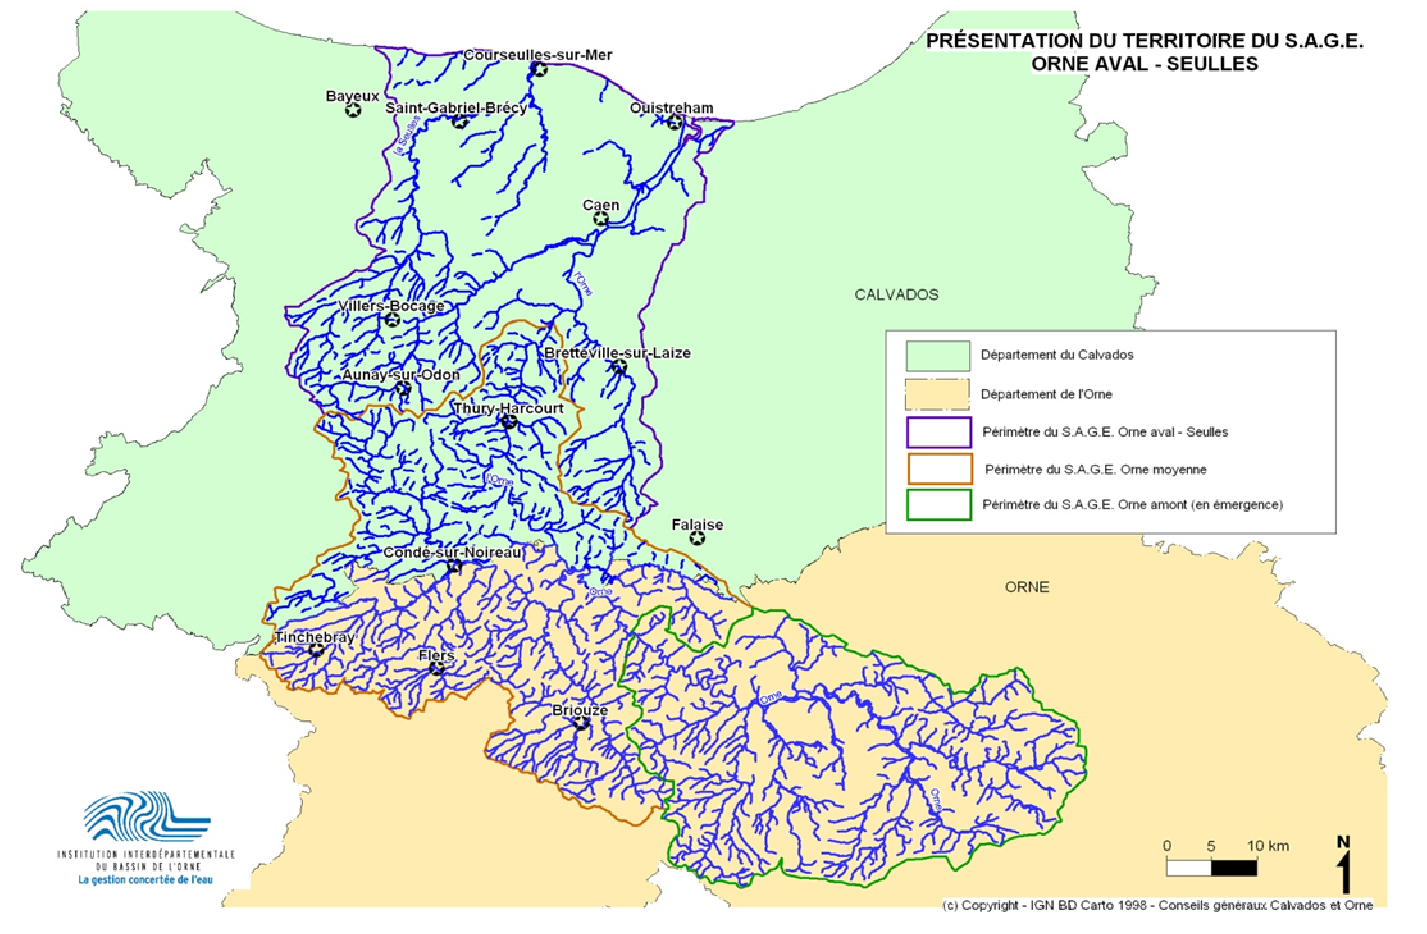 PRÉSENTATION DU TERRITOIRE DU S.A.G.E.
ORNE AVAL - SEULLES
Courseulles-sur-Mer
Bayeux
Saint-Gabriel-Brécy
Ouistreham
la Seulles
Caen
l'Orne
CALVADOS
Villers-Bocage
Bretteville-sur-Laize
Aunay-sur-Odon
Thury-Harcourt
l'Orne
Falaise
Condé-sur-Noireau
Orne
ORNE
Tinchebray
Flers
Briouze
Orne
Orne
Département du Calvados
Département de l'Orne
Périmètre du S.A.G.E. Orne aval - Seulles
Périmètre du S.A.G.E. Orne moyenne
Périmètre du S.A.G.E. Orne amont (en émergence)
INSTITUTION INTERDÉPARTEMENTALE
DU BASSIN DE L'ORNE
La gestion concertée de l'eau
0 5 10 km
N
(c) Copyright - IGN BD Carto 1998 - Conseils généraux Calvados et Orne